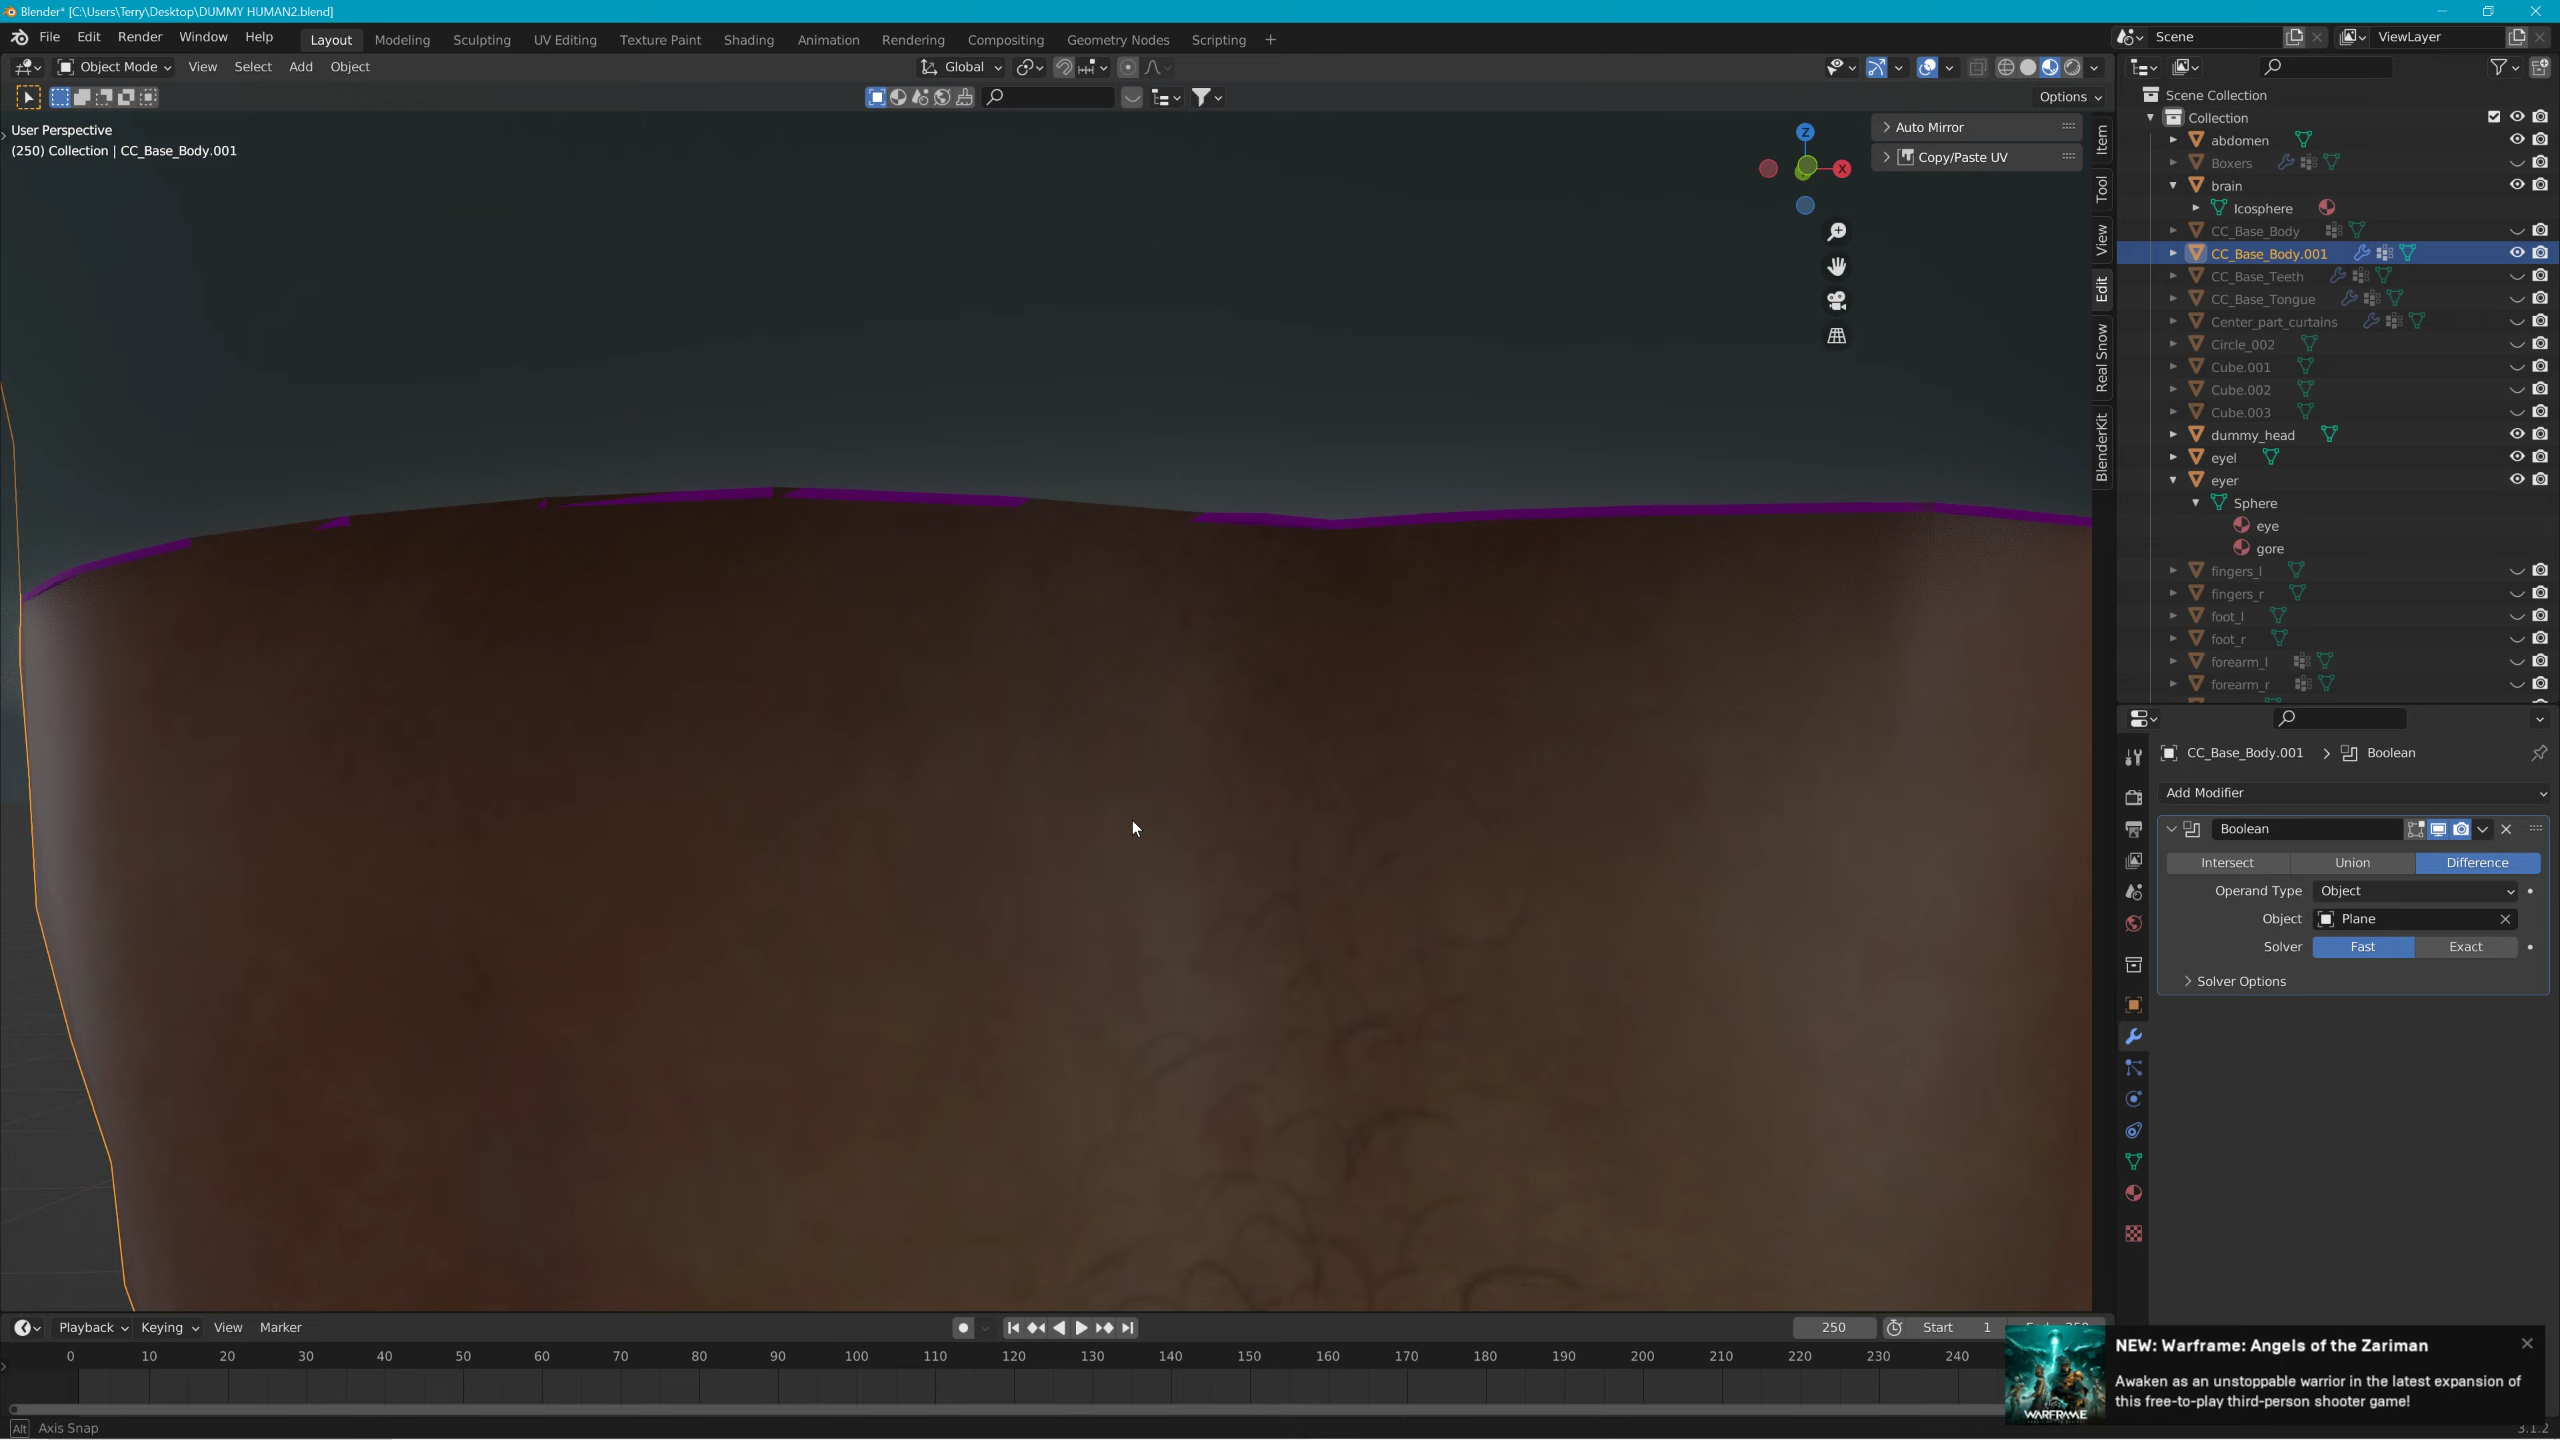 Blender* [C:\Users\Terry\Desktop\DUMMY HUMAN2.blend]
File Edit Render Window Help
Layout Modeling Sculpting UV Editing Texture Paint Shading Animation Rendering Compositing Geometry Nodes Scripting +
Scene
ViewLayer
Object Mode View Select Add Object
Global
Options
User Perspective
(250) Collection | CC_Base_Body.001
Z
X
Auto Mirror
Copy/Paste UV
Item
Tool
View
Edit
Real Snow
BlenderKit
Scene Collection
Collection
abdomen
Boxers
brain
Icosphere
CC_Base_Body
CC_Base_Body.001
CC_Base_Teeth
CC_Base_Tongue
Center_part_curtains
Circle_002
Cube.001
Cube.002
Cube.003
dummy_head
eyel
eyer
Sphere
eye
gore
fingers_l
fingers_r
foot_l
foot_r
forearm_l
forearm_r
CC_Base_Body.001 > Boolean
Add Modifier
Boolean
Intersect Union Difference
Operand Type Object
Object Plane
Solver Fast Exact
Solver Options
Playback Keying View Marker
250 Start 1
0 10 20 30 40 50 60 70 80 90 100 110 120 130 140 150 160 170 180 190 200 210 220 230 240
WARFRAME
NEW: Warframe: Angels of the Zariman
Awaken as an unstoppable warrior in the latest expansion of
this free-to-play third-person shooter game!
Alt Axis Snap
3.1.2